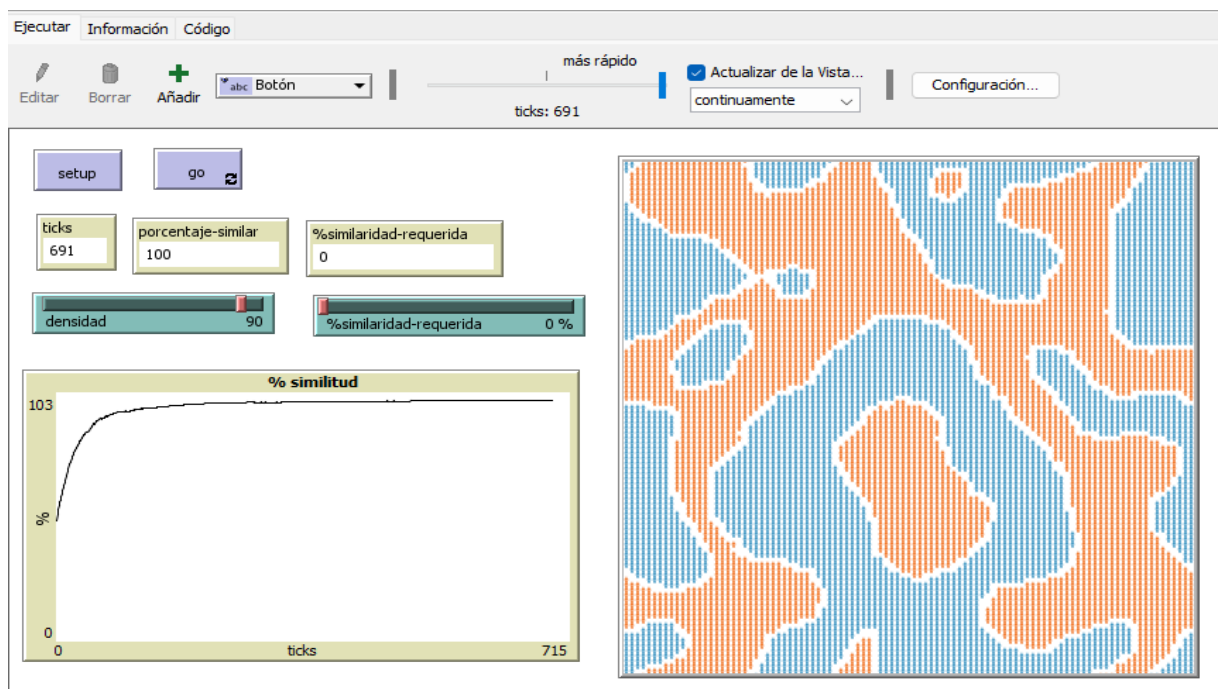 Ejecutar Información Código
más rápido
Editar Borrar Añadir abc Botón
Actualizar de la Vista...
continuamente
Configuración...
ticks: 691
setup go
ticks
691
porcentaje-similar
100
%similaridad-requerida
0
densidad 90
%similaridad-requerida 0 %
% similitud
103
%
0
0 ticks 715